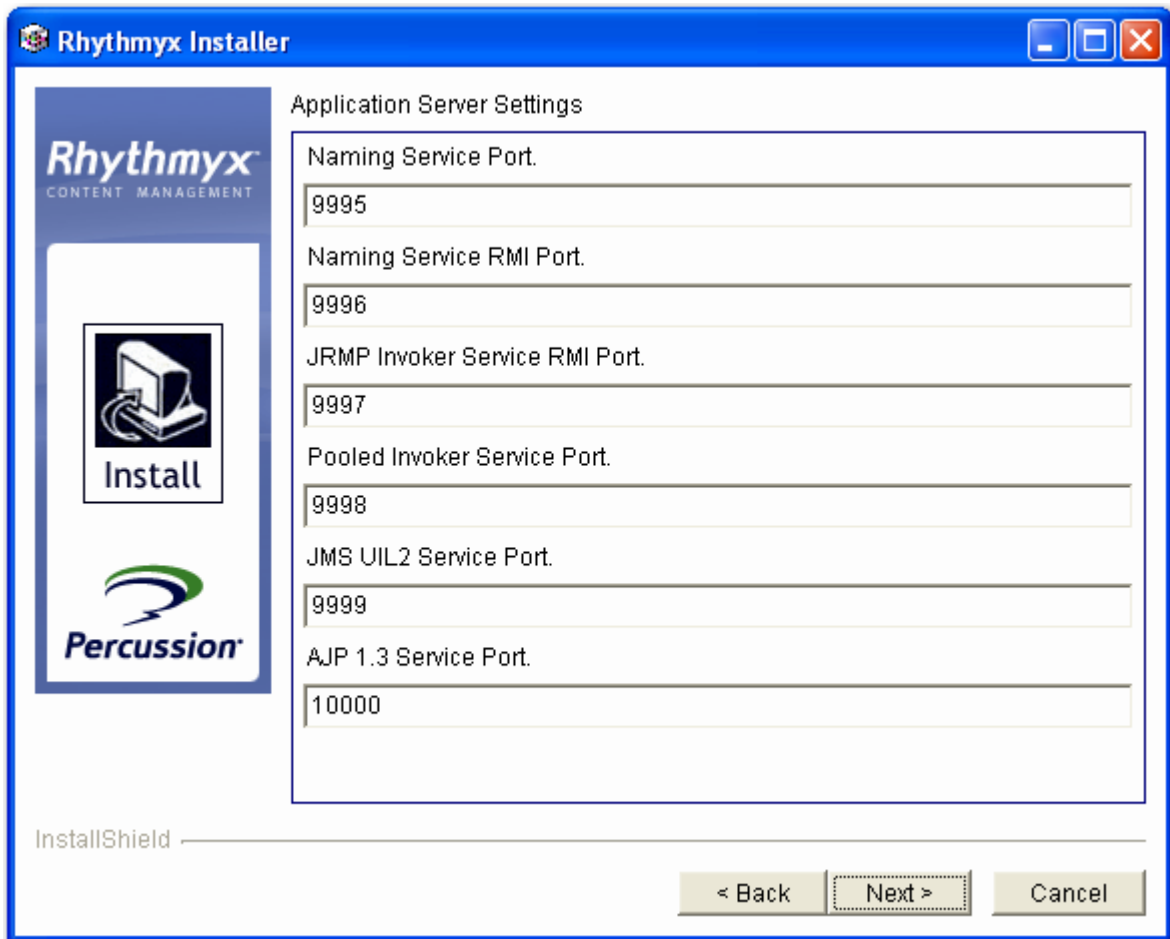 Rhythmyx Installer
Rhythmyx
CONTENT MANAGEMENT
Install
Percussion
Application Server Settings
Naming Service Port.
9995
Naming Service RMI Port.
9996
JRMP Invoker Service RMI Port.
9997
Pooled Invoker Service Port.
9998
JMS UIL2 Service Port.
9999
AJP 1.3 Service Port.
10000
InstallShield
< Back
Next >
Cancel